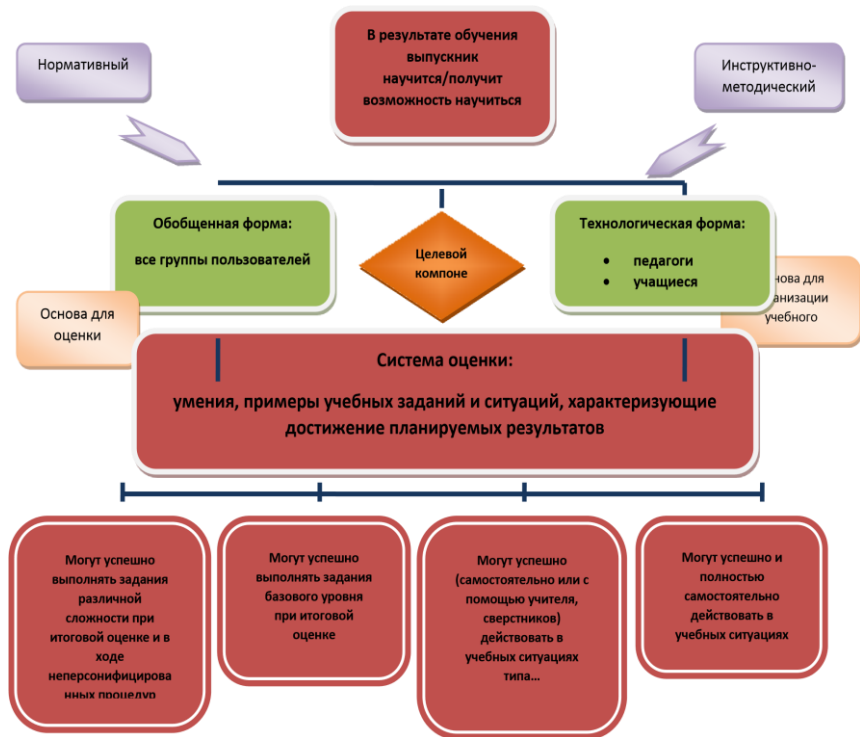 В результате обучения
выпускник
научится/получит
возможность научиться
Нормативный
Инструктивно-
методический
Обобщенная форма:
все группы пользователей
Целевой
компоне
Технологическая форма:
• педагоги
• учащиеся
Основа для
оценки
нова для
анизации
учебного
Система оценки:
умения, примеры учебных заданий и ситуаций, характеризующие
достижение планируемых результатов
Могут успешно
выполнять задания
различной
сложности при
итоговой оценке и в
ходе
неперсонифицирова
нных процедур
Могут успешно
выполнять задания
базового уровня
при итоговой
оценке
Могут успешно
(самостоятельно или с
помощью учителя,
сверстников)
действовать в
учебных ситуациях
типа...
Могут успешно и
полностью
самостоятельно
действовать в
учебных ситуациях